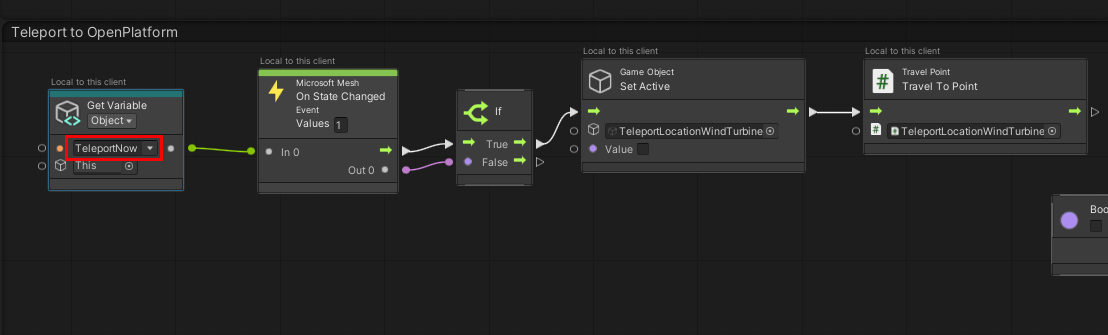 Teleport to OpenPlatform
Local to this client
Get Variable
Object
TeleportNow
This
Local to this client
Microsoft Mesh
On State Changed
Event
Values 1
In 0
Out 0
If
True
False
Local to this client
Game Object
Set Active
TeleportLocationWindTurbine
Value
Local to this client
Travel Point
Travel To Point
TeleportLocationWindTurbine
Boo